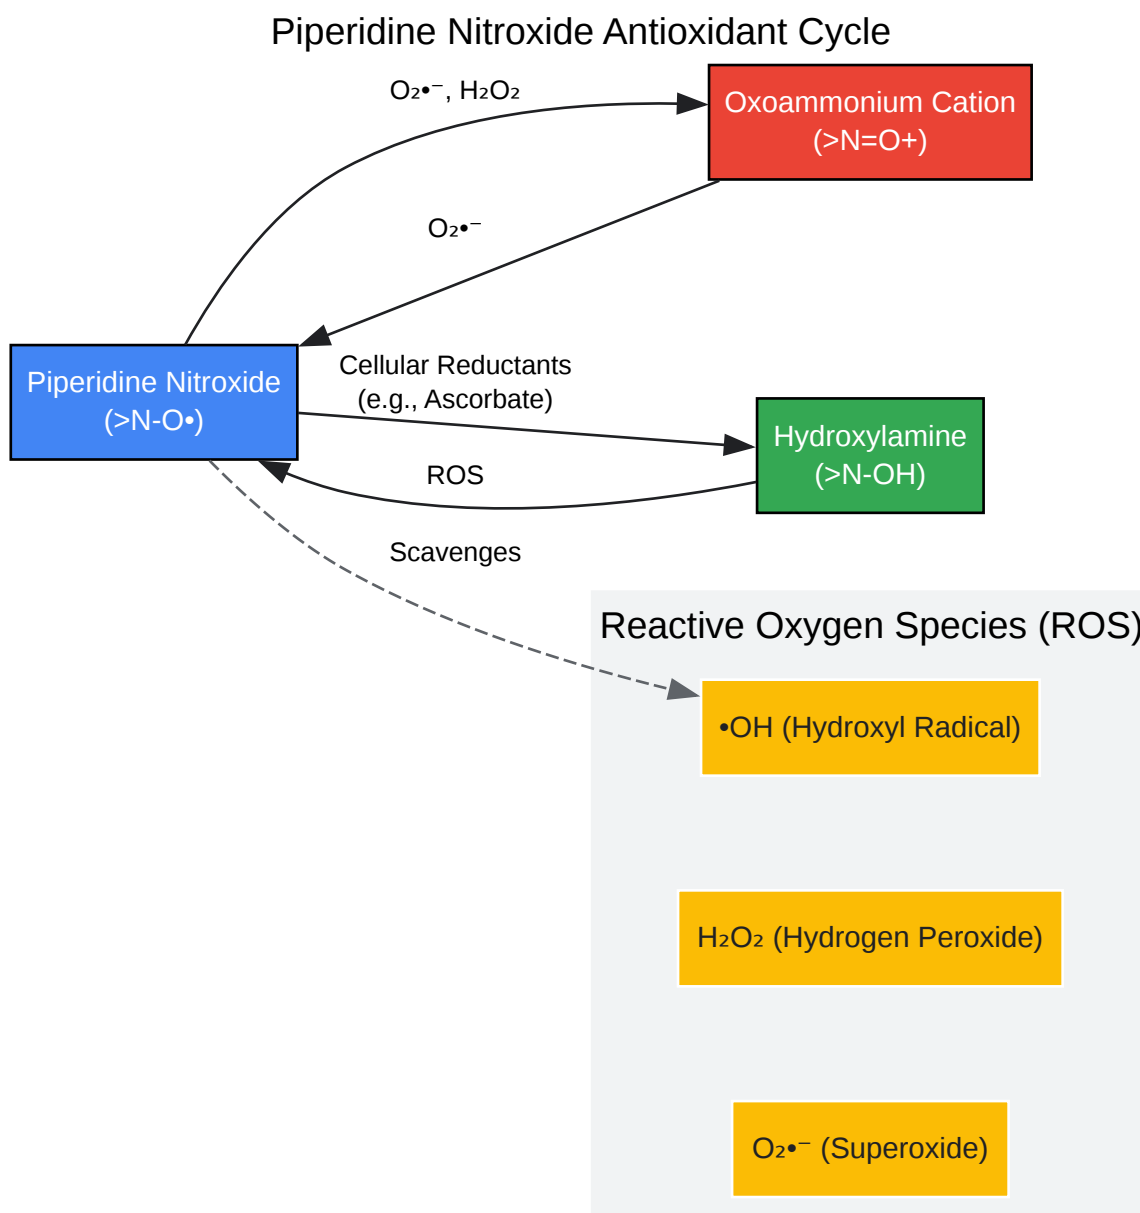 Piperidine Nitroxide Antioxidant Cycle
O₂•⁻, H₂O₂
Oxoammonium Cation
(>N=O+)
O₂•⁻
Piperidine Nitroxide
(>N-O•)
Cellular Reductants
(e.g., Ascorbate)
Hydroxylamine
(>N-OH)
ROS
Scavenges
Reactive Oxygen Species (ROS)
•OH (Hydroxyl Radical)
H₂O₂ (Hydrogen Peroxide)
O₂•⁻ (Superoxide)